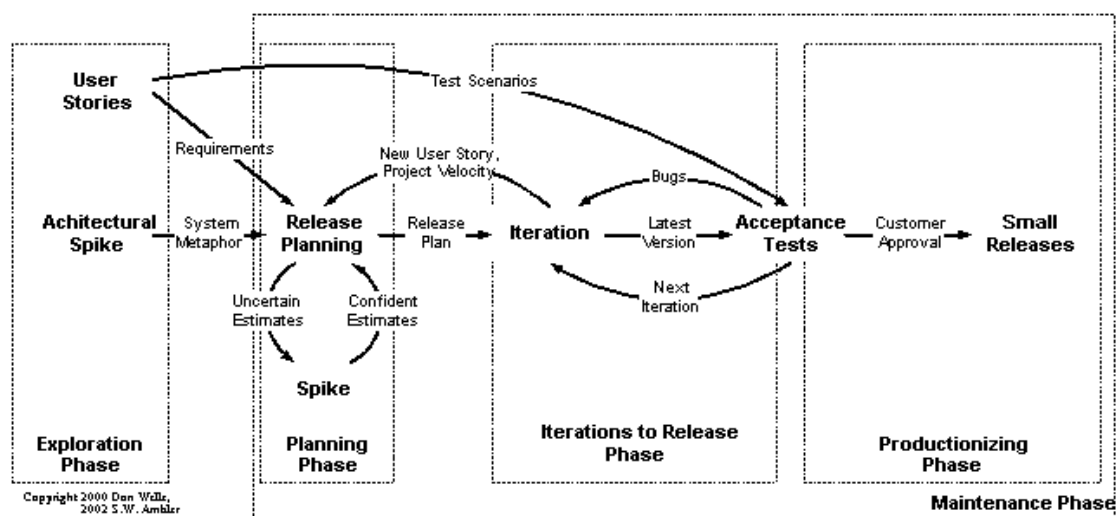 User
Stories
Test Scenarios
Requirements
New User Story,
Project Velocity
Bugs
Achitectural
Spike
System
Metaphor
Release
Planning
Release
Plan
Iteration
Latest
Version
Acceptance
Tests
Customer
Approval
Small
Releases
Next
Iteration
Uncertain
Estimates
Confident
Estimates
Spike
Exploration
Phase
Planning
Phase
Iterations to Release
Phase
Productionizing
Phase
Maintenance Phase
Copyright 2000 Don Wells,
2002 S.W. Ambler